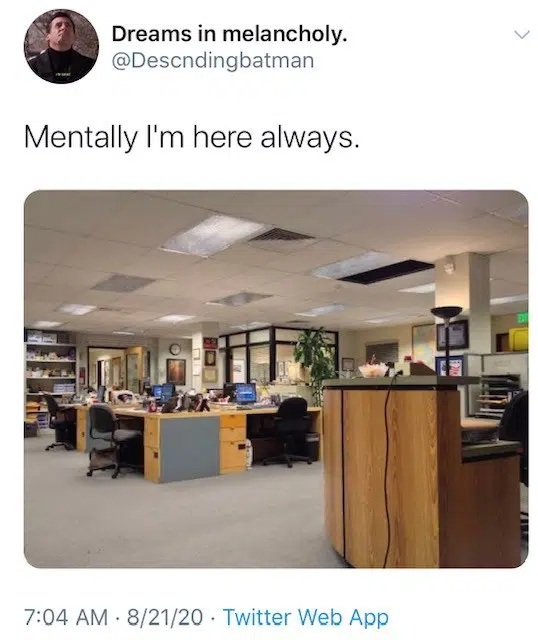 Dreams in melancholy.
@Descndingbatman
Mentally I'm here always.
7:04 AM · 8/21/20 · Twitter Web App